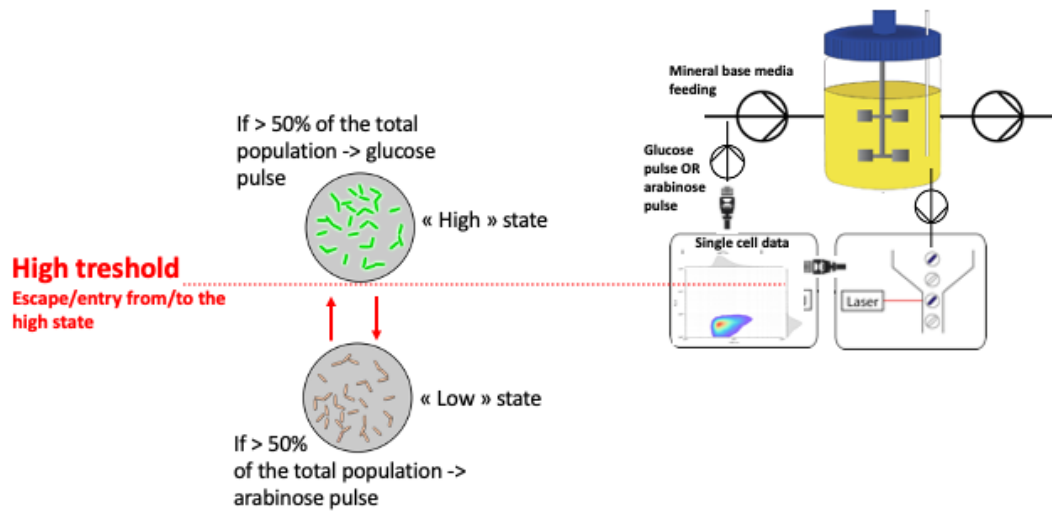 If > 50% of the total
population -> glucose
pulse
« High » state
High treshold
Escape/entry from/to the
high state
« Low » state
If > 50%
of the total population ->
arabinose pulse
Mineral base media
feeding
Glucose
pulse OR
arabinose
pulse
Single cell data
Laser